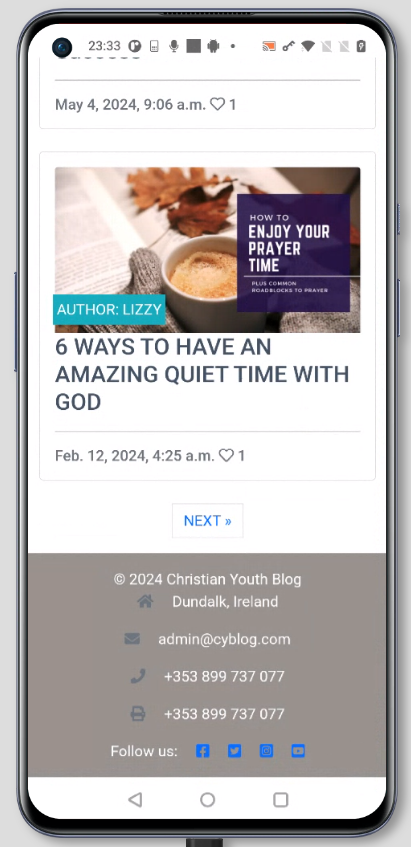 23:33
May 4, 2024, 9:06 a.m. 1
HOW TO
ENJOY YOUR
PRAYER
TIME
PLUS COMMON
ROADBLOCKS TO PRAYER
AUTHOR: LIZZY
6 WAYS TO HAVE AN
AMAZING QUIET TIME WITH
GOD
Feb. 12, 2024, 4:25 a.m. 1
NEXT »
© 2024 Christian Youth Blog
Dundalk, Ireland
admin@cyblog.com
+353 899 737 077
+353 899 737 077
Follow us: